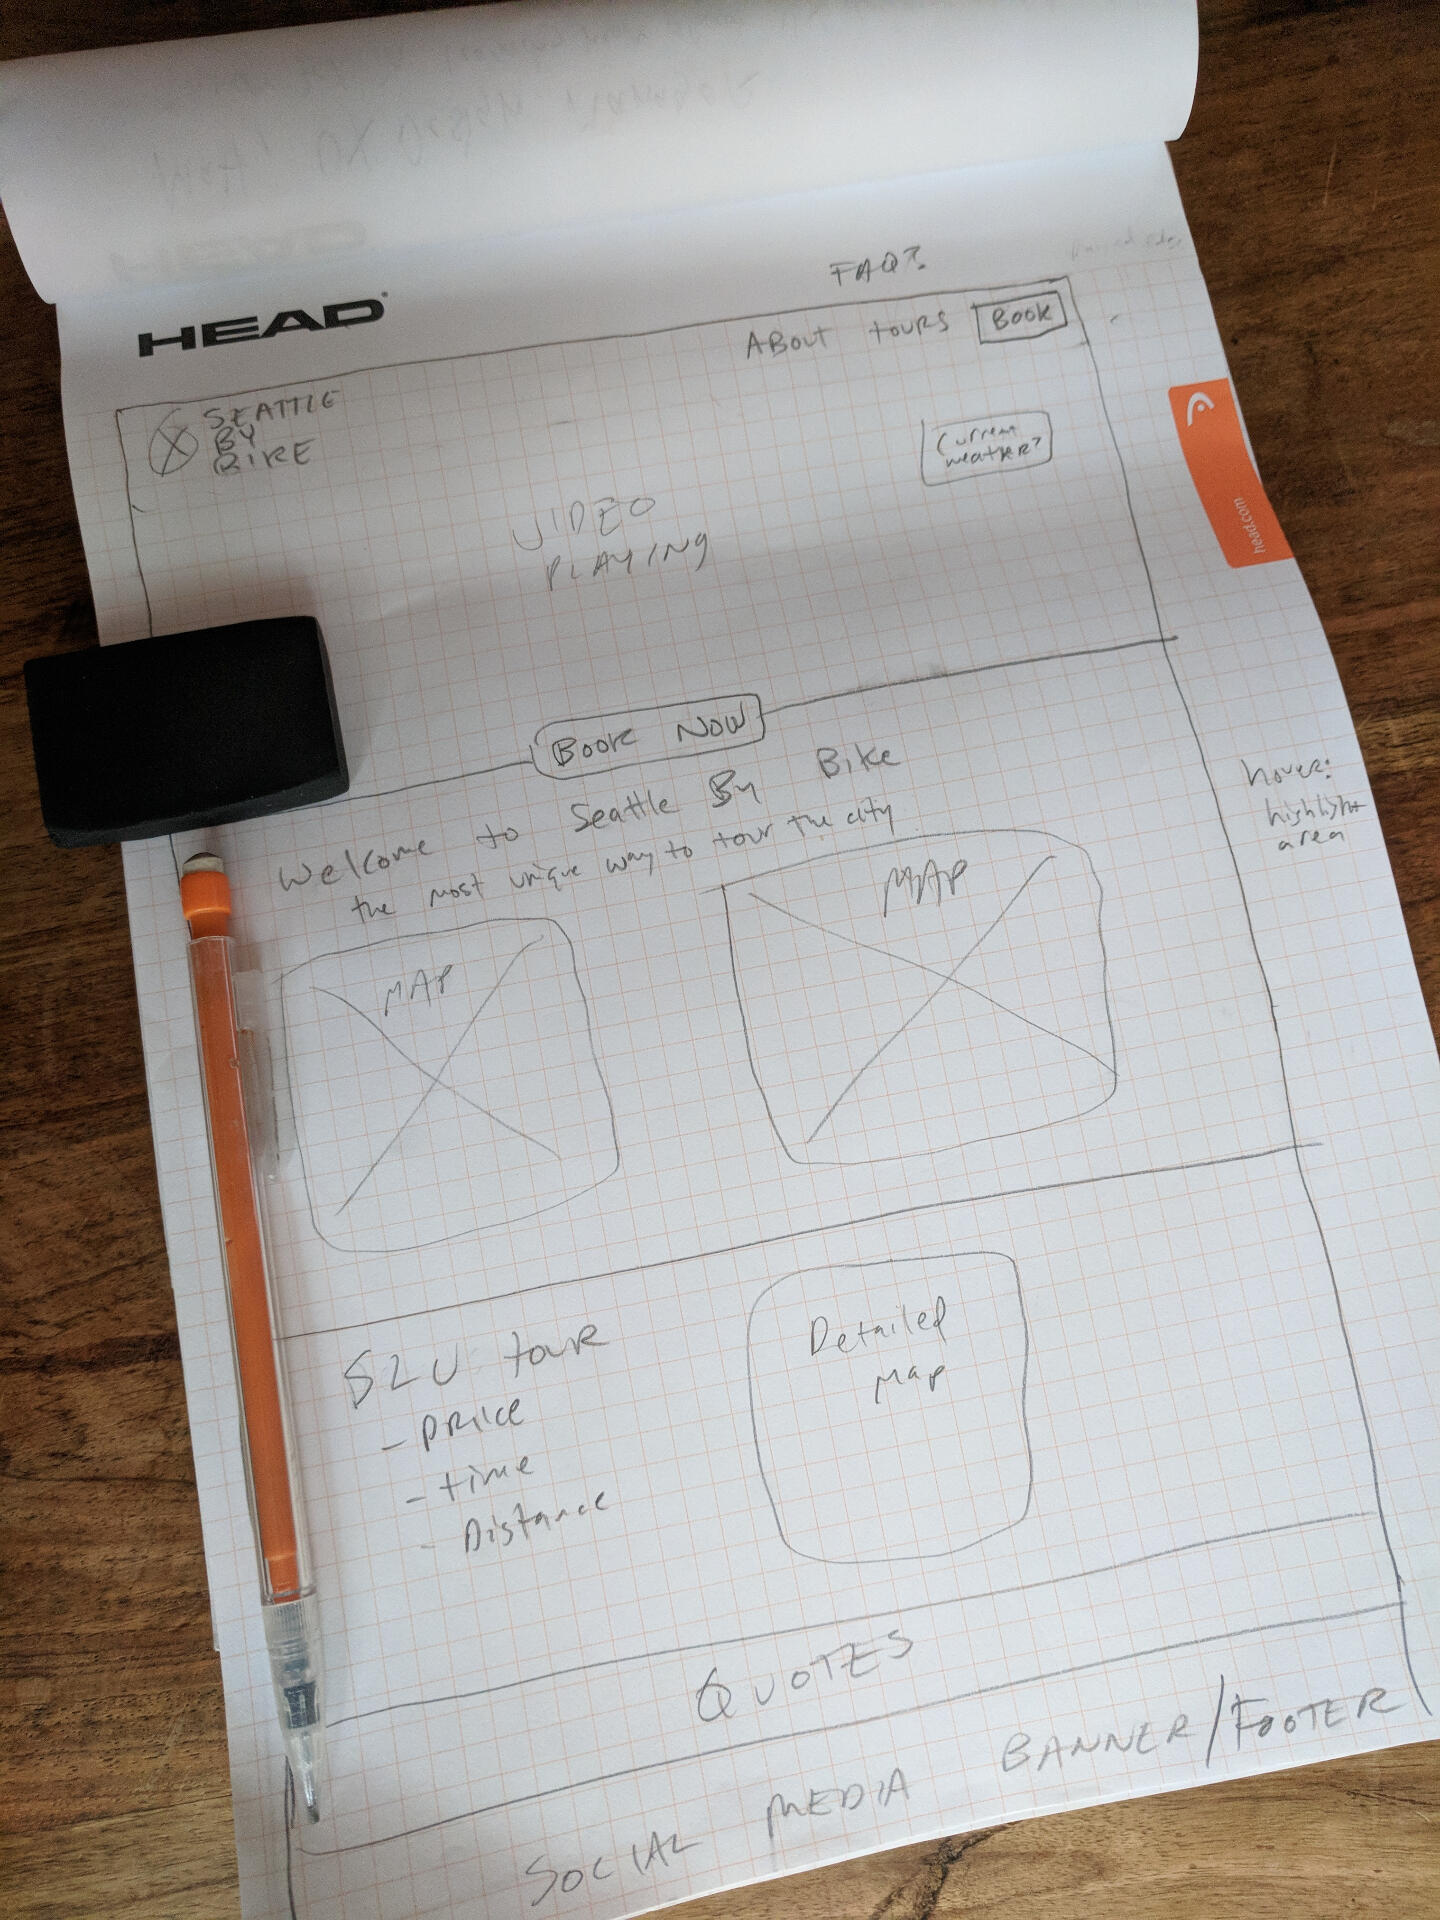 HEAD
FAQ?
ABOUT TOURS BOOK
SEATTLE
BY
BIKE
Current
weather?
VIDEO
PLAYING
head.com
BOOK NOW
Welcome to Seattle By Bike
the most unique way to tour the city
hover:
highlight
area
MAP
MAP
S2U tour
- PRice
- time
- Distance
Detailed
Map
QUOTES
SOCIAL MEDIA BANNER/FOOTER